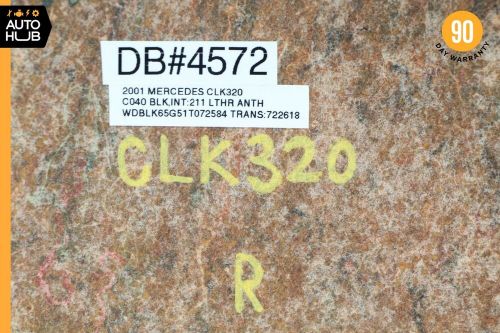 AUTO
HUB
90
DAY WARRANTY
DB#4572
2001 MERCEDES CLK320
C040 BLK,INT:211 LTHR ANTH
WDBLK65G51T072584 TRANS:722618
CLK320
R